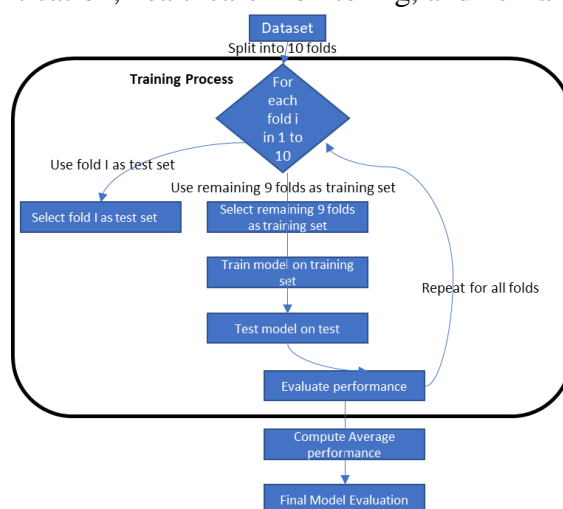 Dataset
Split into 10 folds
Training Process
For
each
fold i
in 1 to
10
Use fold I as test set
Use remaining 9 folds as training set
Select fold I as test set
Select remaining 9 folds
as training set
Train model on training
set
Repeat for all folds
Test model on test
Evaluate performance
Compute Average
performance
Final Model Evaluation